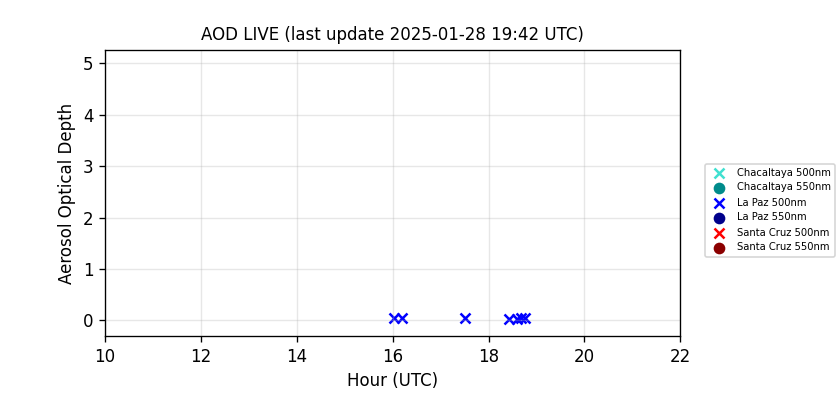 AOD LIVE (last update 2025-01-28 19:42 UTC)
Aerosol Optical Depth
5
4
3
2
1
0
10 12 14 16 18 20 22
Hour (UTC)
Chacaltaya 500nm
Chacaltaya 550nm
La Paz 500nm
La Paz 550nm
Santa Cruz 500nm
Santa Cruz 550nm